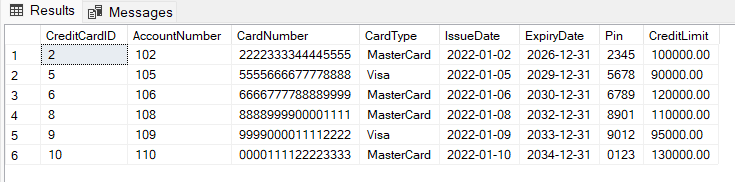 Results Messages
CreditCardID AccountNumber CardNumber CardType IssueDate ExpiryDate Pin CreditLimit
1 2 102 2222333344445555 MasterCard 2022-01-02 2026-12-31 2345 100000.00
2 5 105 5555666677778888 Visa 2022-01-05 2029-12-31 5678 90000.00
3 6 106 6666777788889999 MasterCard 2022-01-06 2030-12-31 6789 120000.00
4 8 108 8888999900001111 MasterCard 2022-01-08 2032-12-31 8901 110000.00
5 9 109 9999000011112222 Visa 2022-01-09 2033-12-31 9012 95000.00
6 10 110 0000111122223333 MasterCard 2022-01-10 2034-12-31 0123 130000.00